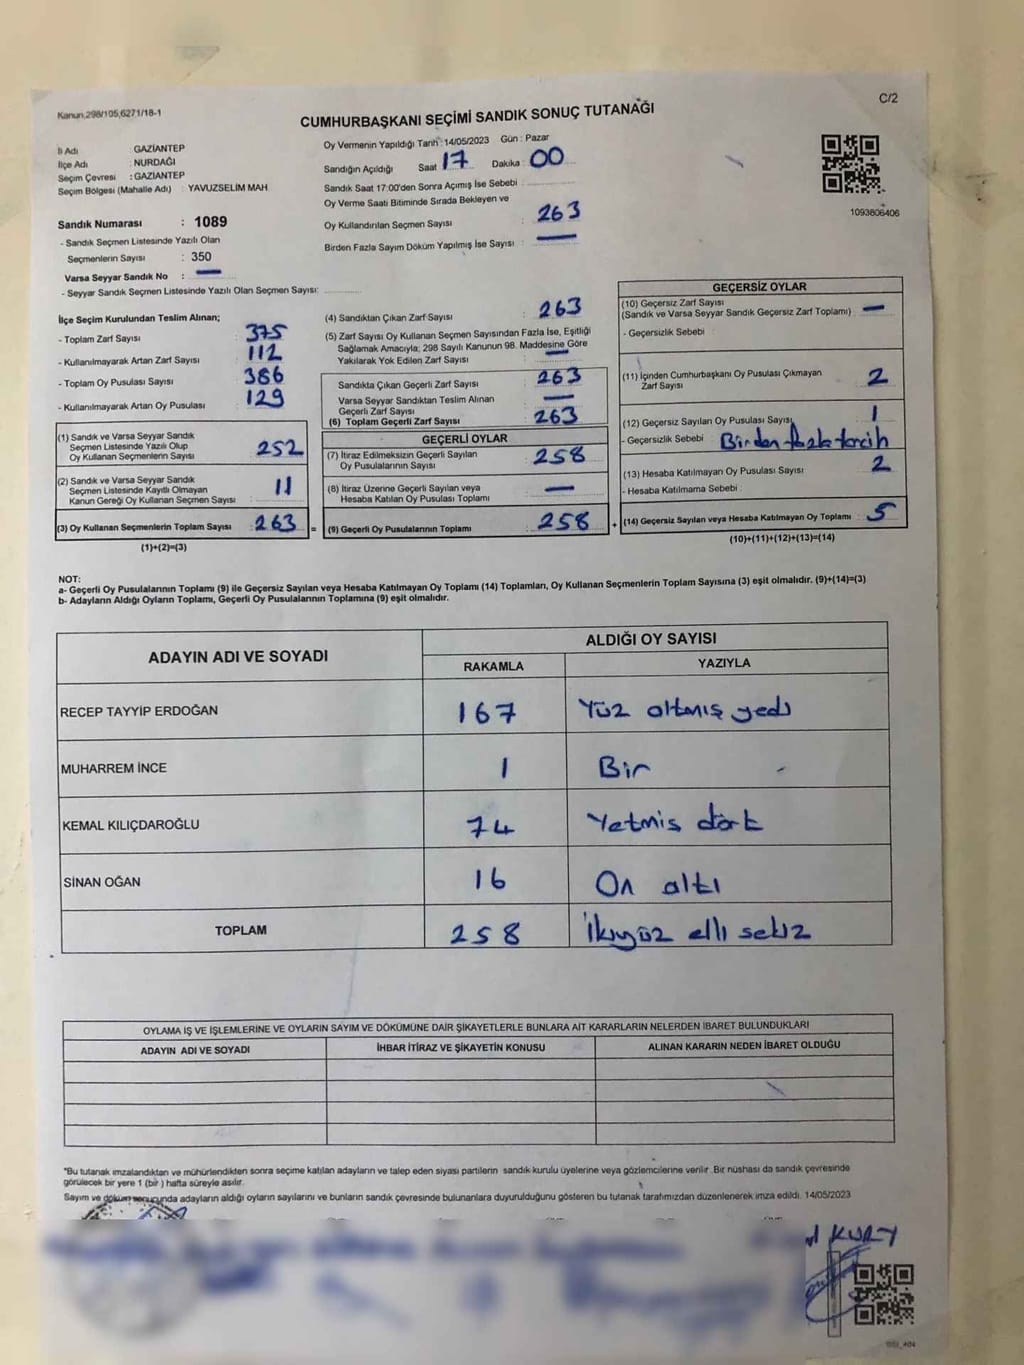 Kanun,298/105,6271/18-1
C/2
CUMHURBAŞKANI SEÇİMİ SANDIK SONUÇ TUTANAĞI
İl Adı : GAZİANTEP
İlçe Adı : NURDAĞI
Seçim Çevresi : GAZİANTEP
Seçim Bölgesi (Mahalle Adı) : YAVUZSELIM MAH
Sandık Numarası : 1089
- Sandık Seçmen Listesinde Yazılı Olan
Seçmenlerin Sayısı : 350
Varsa Seyyar Sandık No : —
- Seyyar Sandık Seçmen Listesinde Yazılı Olan Seçmen Sayısı:
Oy Vermenin Yapıldığı Tarih : 14/05/2023 Gün : Pazar
Sandığın Açıldığı Saat 17 Dakika : 00
Sandık Saat 17:00'den Sonra Açımış İse Sebebi :
Oy Verme Saati Bitiminde Sırada Bekleyen ve
Oy Kullandırılan Seçmen Sayısı : 263
Birden Fazla Sayım Döküm Yapılmış İse Sayısı : —
1093806406
İlçe Seçim Kurulundan Teslim Alınan;
- Toplam Zarf Sayısı : 375
- Kullanılmayarak Artan Zarf Sayısı : 112
- Toplam Oy Pusulası Sayısı : 386
- Kullanılmayarak Artan Oy Pusulası : 129
(1) Sandık ve Varsa Seyyar Sandık
Seçmen Listesinde Yazılı Olup
Oy Kullanan Seçmenlerin Sayısı : 252
(2) Sandık ve Varsa Seyyar Sandık
Seçmen Listesinde Kayıtlı Olmayan
Kanun Gereği Oy Kullanan Seçmen Sayısı : 11
(3) Oy Kullanan Seçmenlerin Toplam Sayısı : 263 =
(1)+(2)=(3)
(4) Sandıktan Çıkan Zarf Sayısı : 263
(5) Zarf Sayısı Oy Kullanan Seçmen Sayısından Fazla İse, Eşitliği
Sağlamak Amacıyla; 298 Sayılı Kanunun 98. Maddesine Göre
Yakılarak Yok Edilen Zarf Sayısı : —
Sandıkta Çıkan Geçerli Zarf Sayısı : 263
Varsa Seyyar Sandıktan Teslim Alınan
Geçerli Zarf Sayısı : —
(6) Toplam Geçerli Zarf Sayısı : 263
GEÇERLİ OYLAR
(7) İtiraz Edilmeksizin Geçerli Sayılan
Oy Pusulalarının Sayısı : 258
(8) İtiraz Üzerine Geçerli Sayılan veya
Hesaba Katılan Oy Pusulası Toplamı : —
(9) Geçerli Oy Pusulalarının Toplamı : 258 +
GEÇERSİZ OYLAR
(10) Geçersiz Zarf Sayısı
(Sandık ve Varsa Seyyar Sandık Geçersiz Zarf Toplamı) : —
- Geçersizlik Sebebi :
(11) İçinden Cumhurbaşkanı Oy Pusulası Çıkmayan
Zarf Sayısı : 2
(12) Geçersiz Sayılan Oy Pusulası Sayısı : 1
- Geçersizlik Sebebi : Birden fazla tercih
(13) Hesaba Katılmayan Oy Pusulası Sayısı : 2
- Hesaba Katılmama Sebebi :
(14) Geçersiz Sayılan veya Hesaba Katılmayan Oy Toplamı : 5
(10)+(11)+(12)+(13)=(14)
NOT:
a- Geçerli Oy Pusulalarının Toplamı (9) ile Geçersiz Sayılan veya Hesaba Katılmayan Oy Toplamı (14) Toplamları, Oy Kullanan Seçmenlerin Toplam Sayısına (3) eşit olmalıdır. (9)+(14)=(3)
b- Adayların Aldığı Oyların Toplamı, Geçerli Oy Pusulalarının Toplamına (9) eşit olmalıdır.
ADAYIN ADI VE SOYADI
ALDIĞI OY SAYISI
RAKAMLA YAZIYLA
RECEP TAYYİP ERDOĞAN 167 Yüz altmış yedi
MUHARREM İNCE 1 Bir
KEMAL KILIÇDAROĞLU 74 Yetmis dört
SİNAN OĞAN 16 On altı
TOPLAM 258 İkiyüz elli sekiz
OYLAMA İŞ VE İŞLEMLERİNE VE OYLARIN SAYIM VE DÖKÜMÜNE DAİR ŞİKAYETLERLE BUNLARA AİT KARARLARIN NELERDEN İBARET BULUNDUKLARI
ADAYIN ADI VE SOYADI İHBAR İTİRAZ VE ŞİKAYETİN KONUSU ALINAN KARARIN NEDEN İBARET OLDUĞU
*Bu tutanak imzalandıktan ve mühürlendikten sonra seçime katılan adayların ve talep eden siyasi partilerin sandık kurulu üyelerine veya gözlemcilerine verilir. Bir nüshası da sandık çevresinde
görülecek bir yere 1 (bir ) hafta süreyle asılır.
Sayım ve döküm sonucunda adayların aldığı oyların sayılarını ve bunların sandık çevresinde bulunanlara duyurulduğunu gösteren bu tutanak tarafımızdan düzenlenerek imza edildi. 14/05/2023